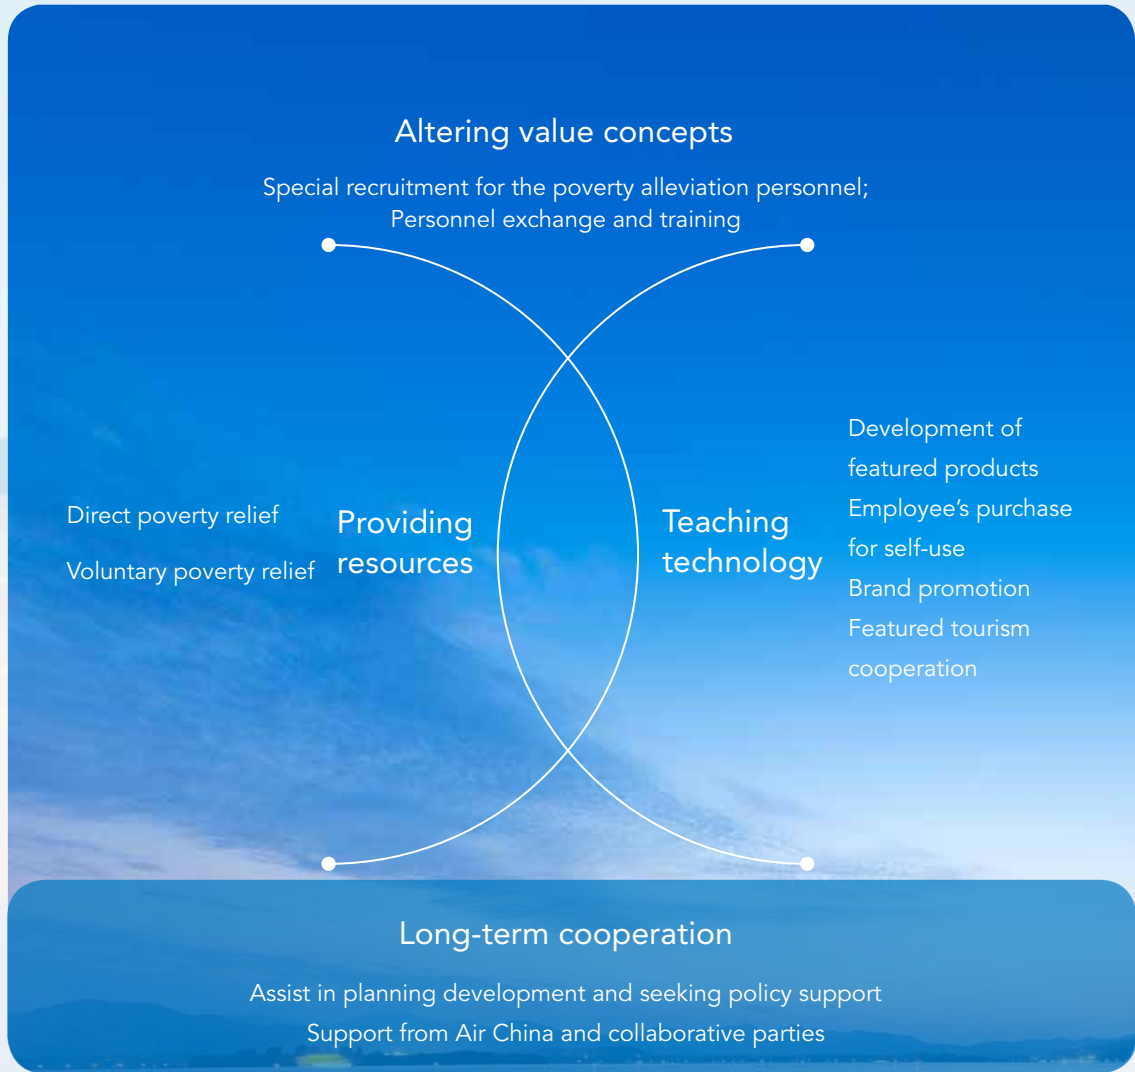 Altering value concepts
Special recruitment for the poverty alleviation personnel;
Personnel exchange and training
Direct poverty relief
Voluntary poverty relief
Providing
resources
Teaching
technology
Development of
featured products
Employee’s purchase
for self-use
Brand promotion
Featured tourism
cooperation
Long-term cooperation
Assist in planning development and seeking policy support
Support from Air China and collaborative parties